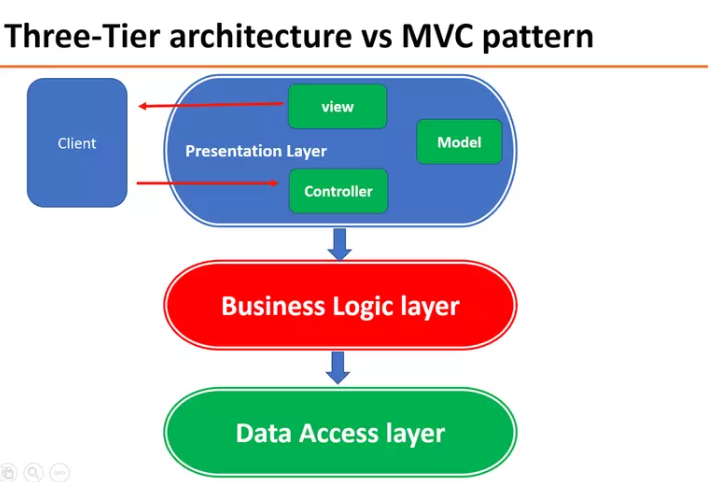 Three-Tier architecture vs MVC pattern
Client
view
Presentation Layer
Model
Controller
Business Logic layer
Data Access layer